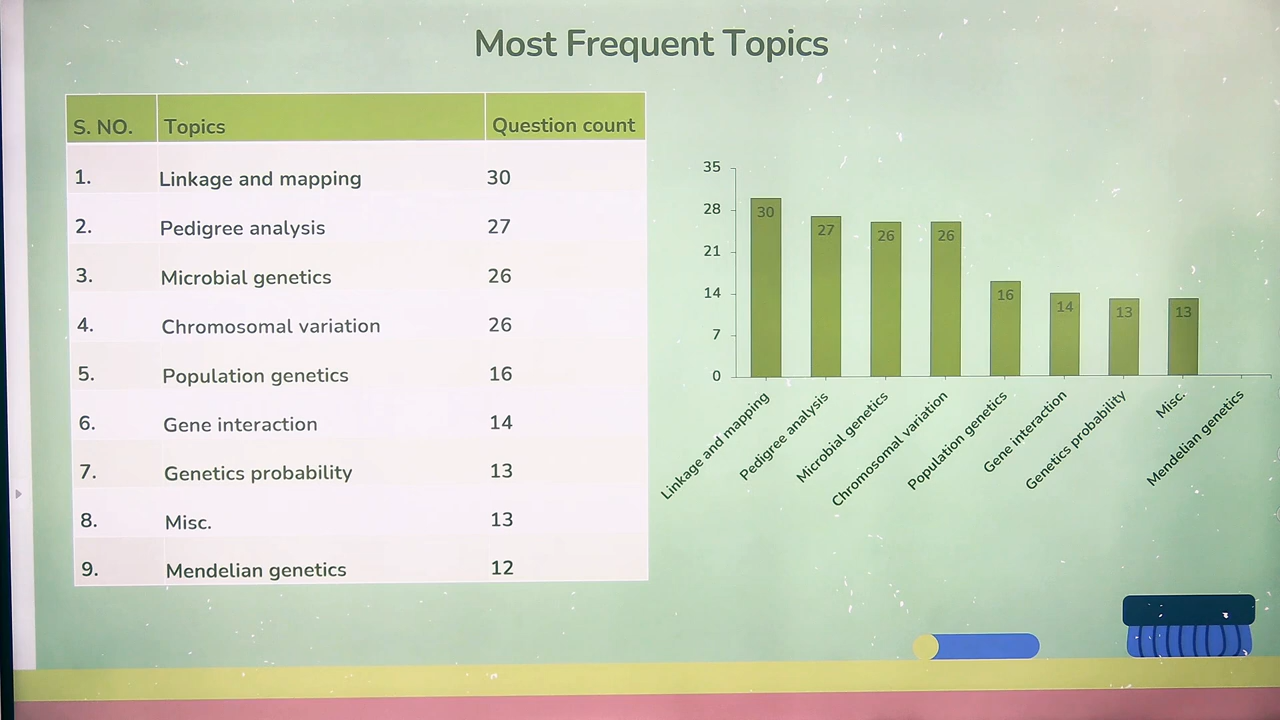 Most Frequent Topics
S. NO. Topics Question count
1. Linkage and mapping 30
2. Pedigree analysis 27
3. Microbial genetics 26
4. Chromosomal variation 26
5. Population genetics 16
6. Gene interaction 14
7. Genetics probability 13
8. Misc. 13
9. Mendelian genetics 12
35
28
21
14
7
0
30
27
26
26
16
14
13
13
Linkage and mapping
Pedigree analysis
Microbial genetics
Chromosomal variation
Population genetics
Gene interaction
Genetics probability
Misc.
Mendelian genetics